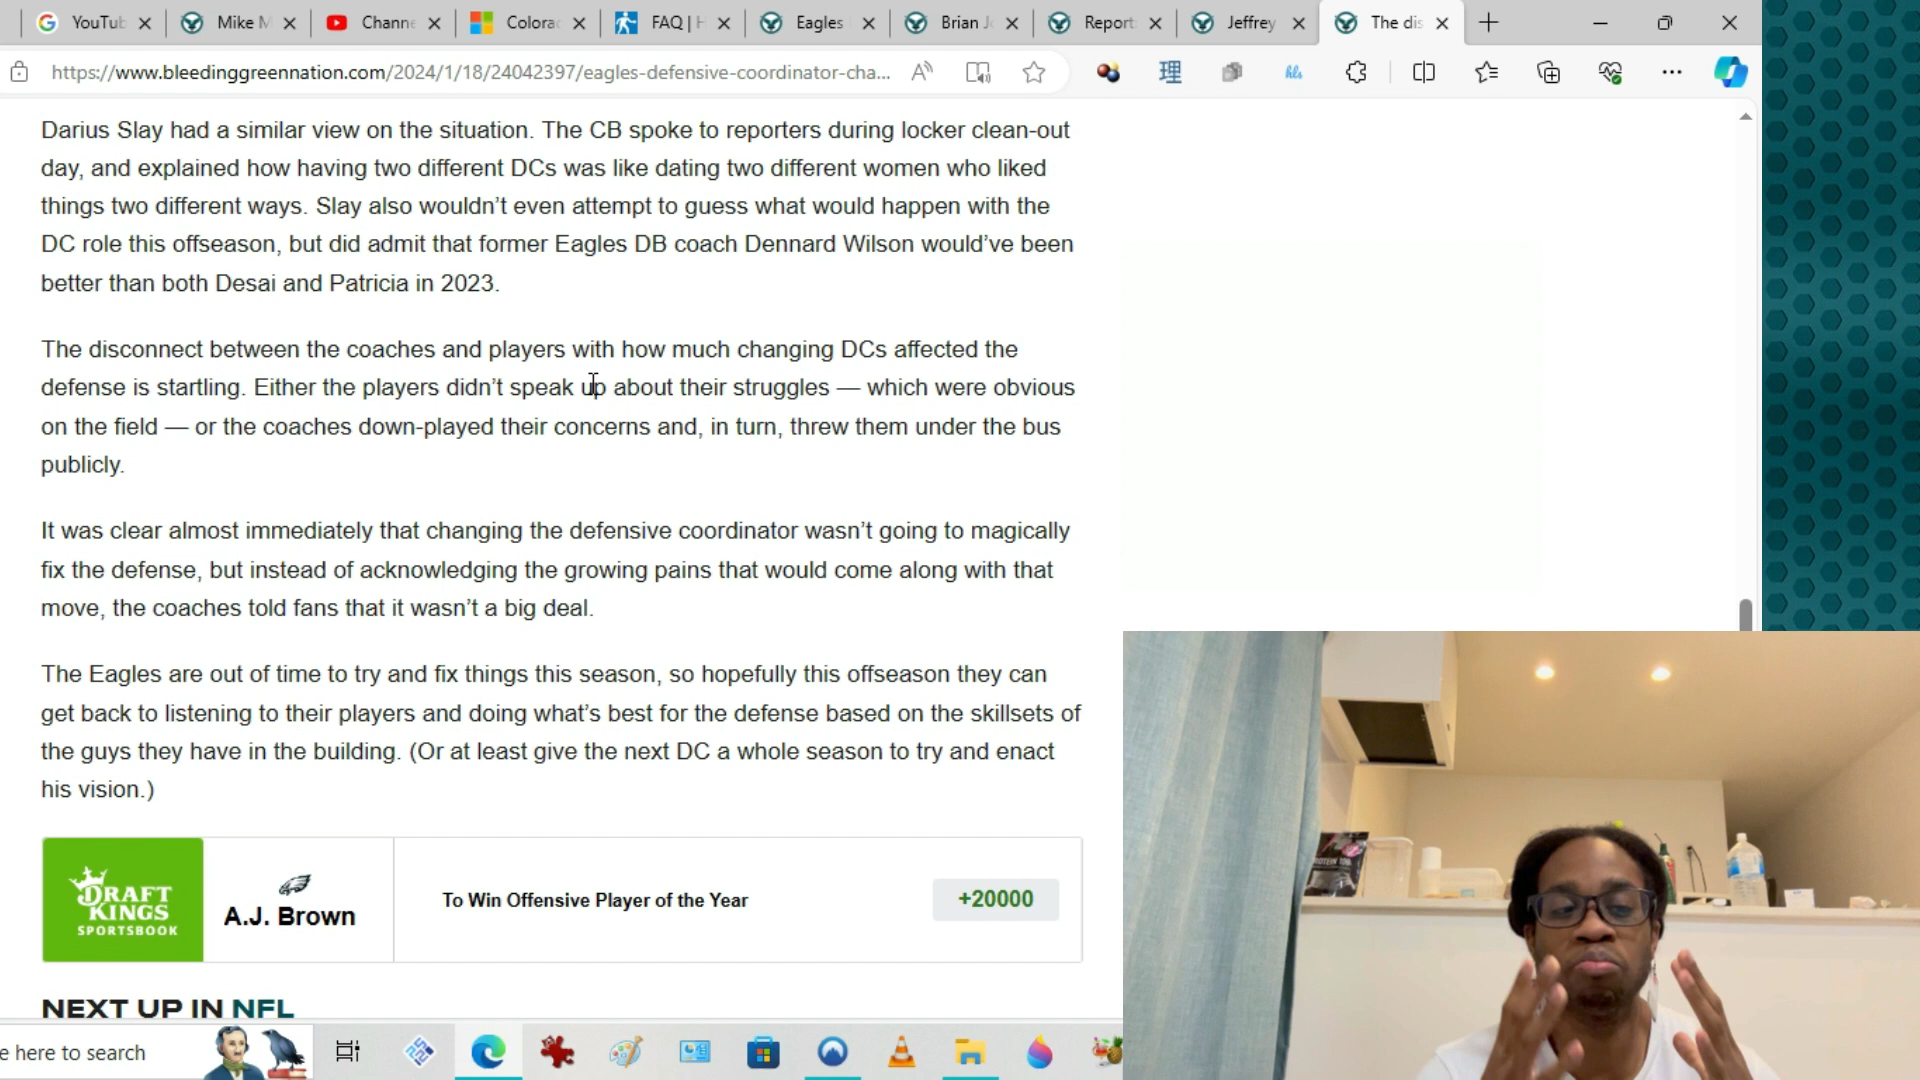 YouTub
Mike M
Channe
Colorac
FAQ | H
Eagles
Brian Jo
Report
Jeffrey
The dis
https://www.bleedinggreennation.com/2024/1/18/24042397/eagles-defensive-coordinator-cha...
理
hls
Darius Slay had a similar view on the situation. The CB spoke to reporters during locker clean-out
day, and explained how having two different DCs was like dating two different women who liked
things two different ways. Slay also wouldn’t even attempt to guess what would happen with the
DC role this offseason, but did admit that former Eagles DB coach Dennard Wilson would’ve been
better than both Desai and Patricia in 2023.
The disconnect between the coaches and players with how much changing DCs affected the
defense is startling. Either the players didn’t speak up about their struggles — which were obvious
on the field — or the coaches down-played their concerns and, in turn, threw them under the bus
publicly.
It was clear almost immediately that changing the defensive coordinator wasn’t going to magically
fix the defense, but instead of acknowledging the growing pains that would come along with that
move, the coaches told fans that it wasn’t a big deal.
The Eagles are out of time to try and fix things this season, so hopefully this offseason they can
get back to listening to their players and doing what’s best for the defense based on the skillsets of
the guys they have in the building. (Or at least give the next DC a whole season to try and enact
his vision.)
DRAFT
KINGS
SPORTSBOOK
A.J. Brown
To Win Offensive Player of the Year
+20000
NEXT UP IN NFL
e here to search